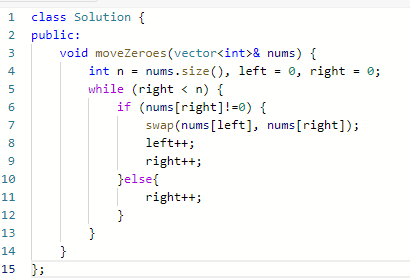 1 class Solution {
2 public:
3     void moveZeroes(vector<int>& nums) {
4         int n = nums.size(), left = 0, right = 0;
5         while (right < n) {
6             if (nums[right]!=0) {
7                 swap(nums[left], nums[right]);
8                 left++;
9                 right++;
10             }else{
11                 right++;
12             }
13         }
14     }
15 };